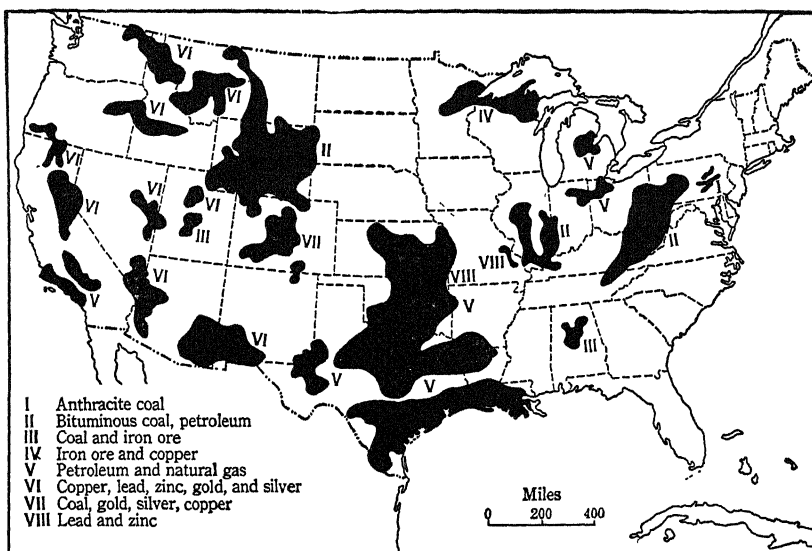 VI
VI
VI
II
IV
V
VI
VI
VI
VI
III
VII
VIII
II
V
I
II
V
VI
VIII
V
VI
V
V
III
I Anthracite coal
II Bituminous coal, petroleum
III Coal and iron ore
IV Iron ore and copper
V Petroleum and natural gas
VI Copper, lead, zinc, gold, and silver
VII Coal, gold, silver, copper
VIII Lead and zinc
Miles
0 200 400